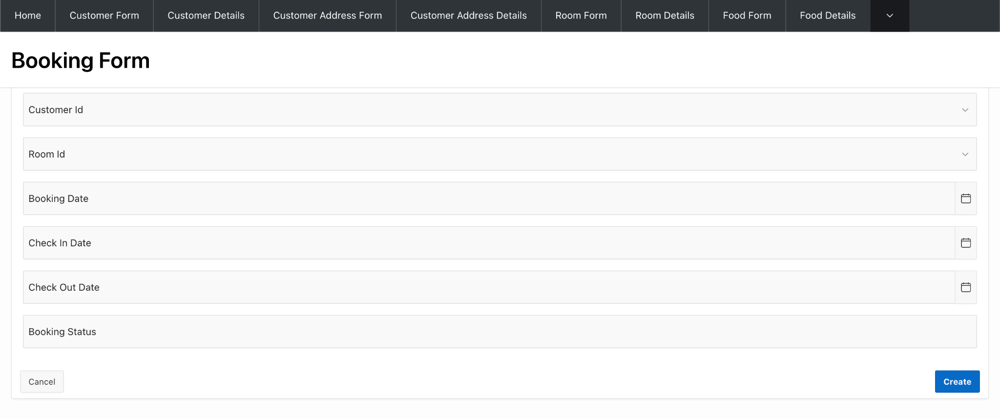 Home Customer Form Customer Details Customer Address Form Customer Address Details Room Form Room Details Food Form Food Details
Booking Form
Customer Id
Room Id
Booking Date
Check In Date
Check Out Date
Booking Status
Cancel Create